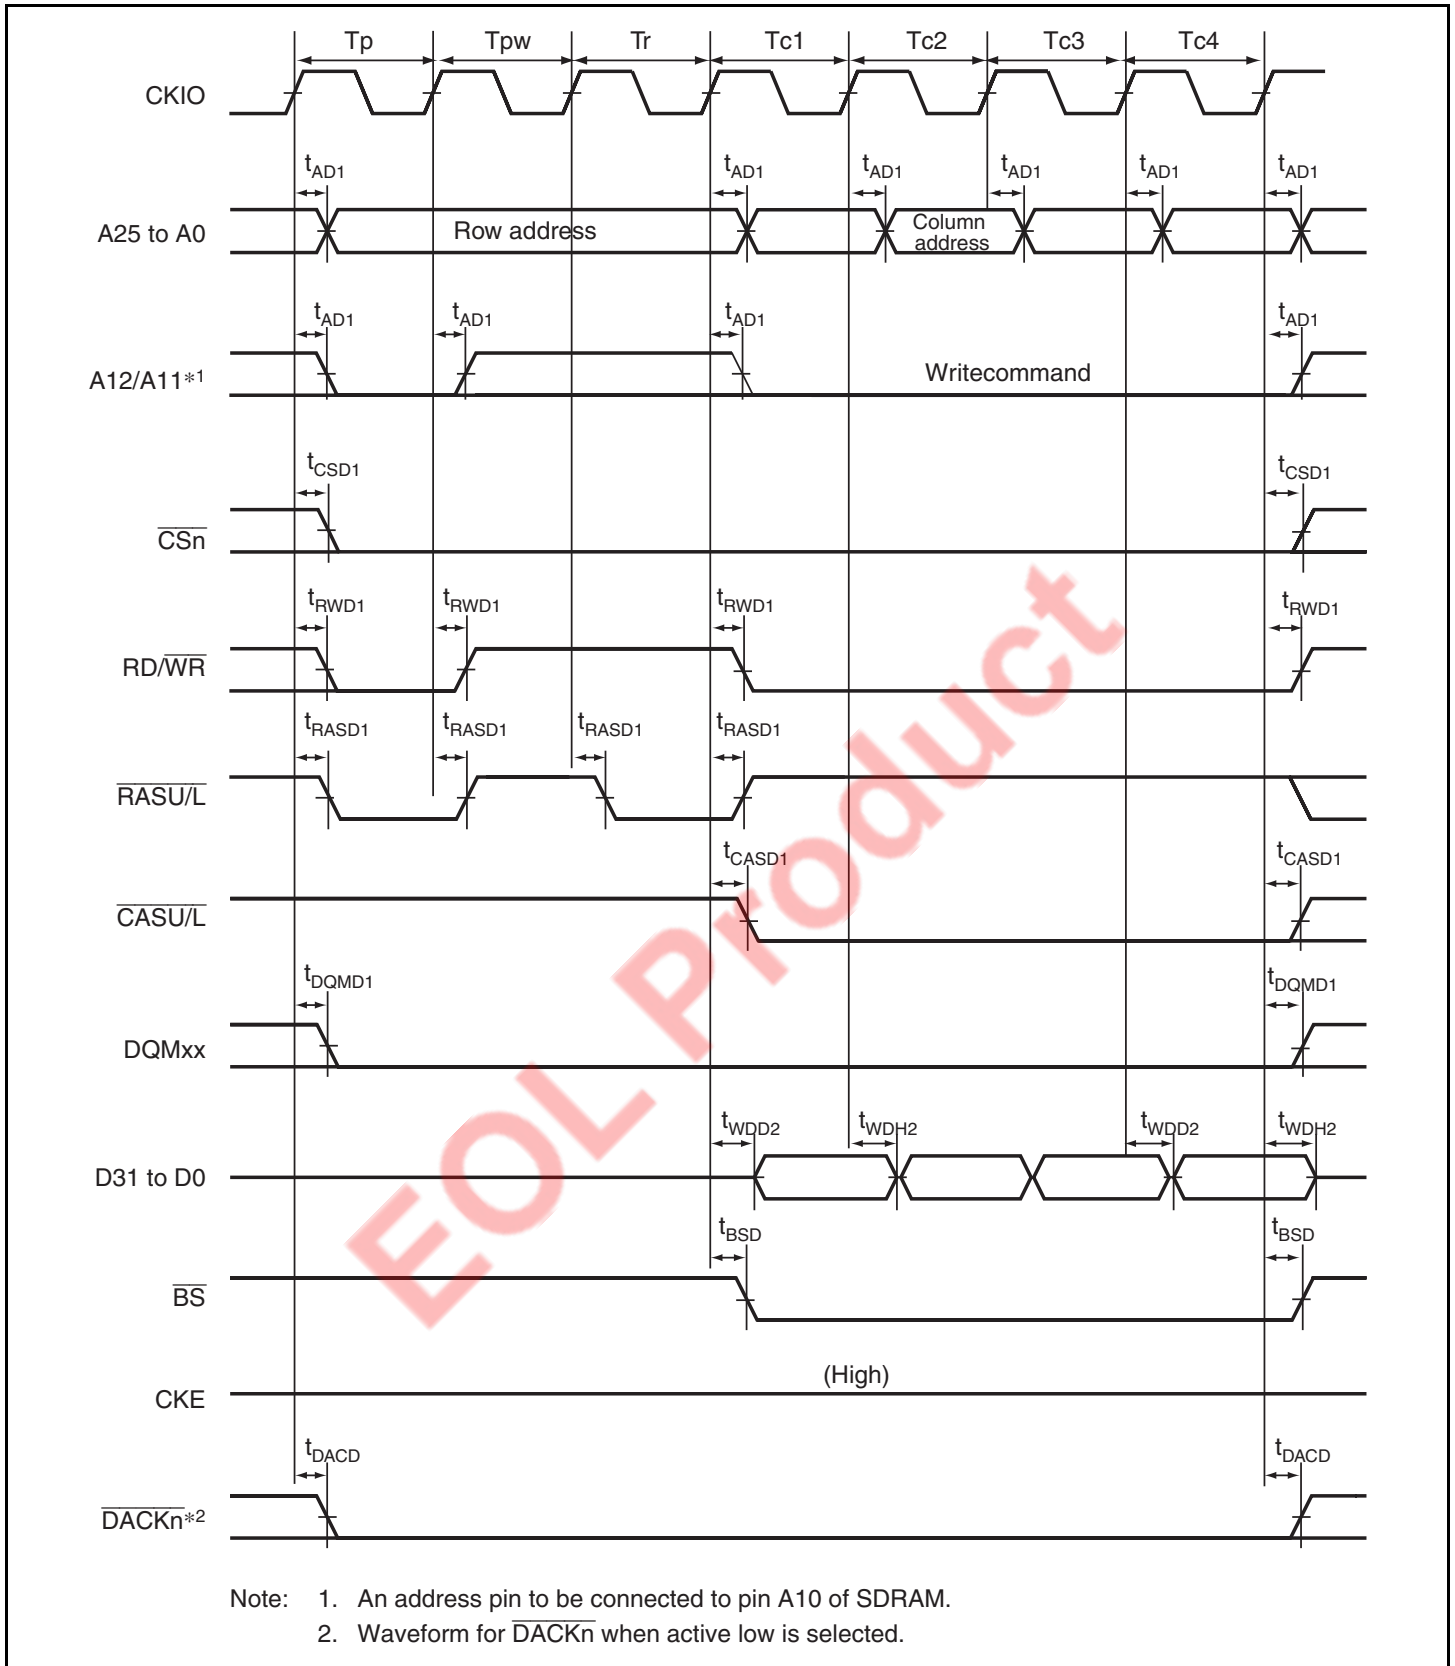 Tp Tpw Tr Tc1 Tc2 Tc3 Tc4
CKIO
tAD1 tAD1 tAD1 tAD1 tAD1 tAD1
A25 to A0 Row address Column address
tAD1 tAD1 tAD1 tAD1
A12/A11*1 Writecommand
tCSD1 tCSD1
CSn
tRWD1 tRWD1 tRWD1 tRWD1
RD/WR
tRASD1 tRASD1 tRASD1 tRASD1
RASU/L
tCASD1 tCASD1
CASU/L
tDQMD1 tDQMD1
DQMxx
tWDD2 tWDH2 tWDD2 tWDH2
D31 to D0
tBSD tBSD
BS
(High)
CKE
tDACD tDACD
DACKn*2
EOL Product
Note: 1. An address pin to be connected to pin A10 of SDRAM.
2. Waveform for DACKn when active low is selected.